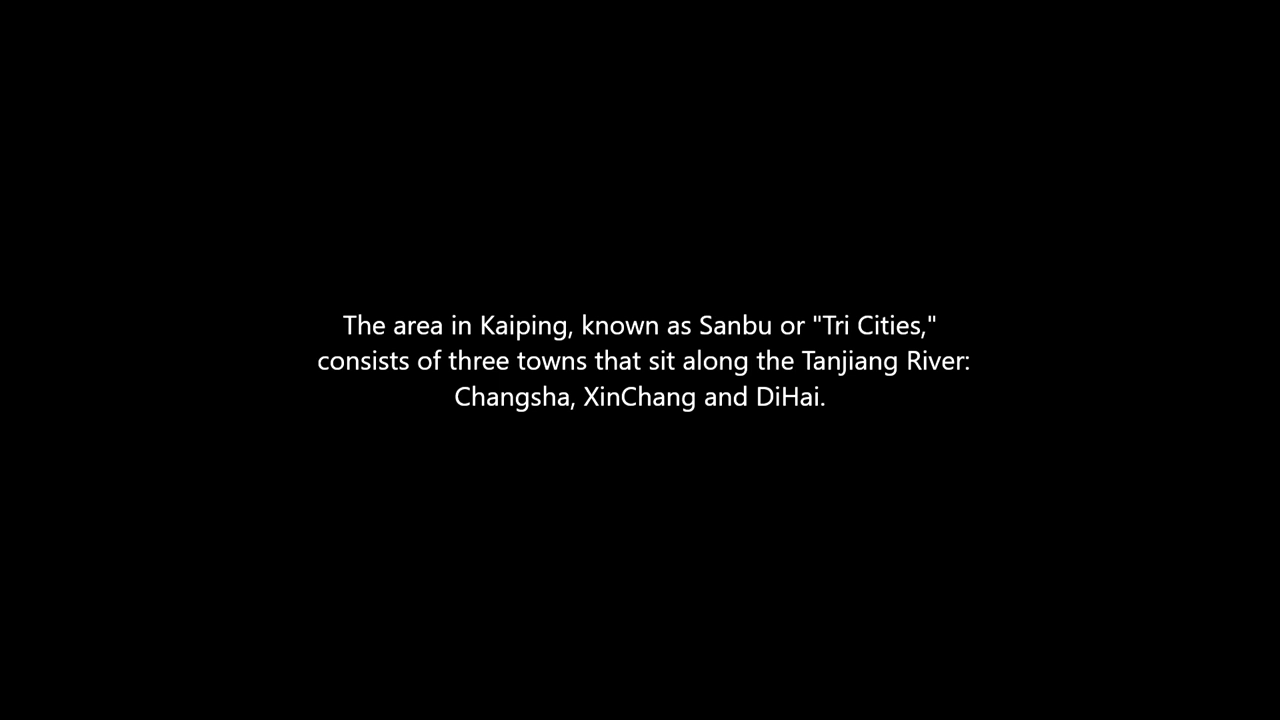 The area in Kaiping, known as Sanbu or "Tri Cities,"
consists of three towns that sit along the Tanjiang River:
Changsha, XinChang and DiHai.